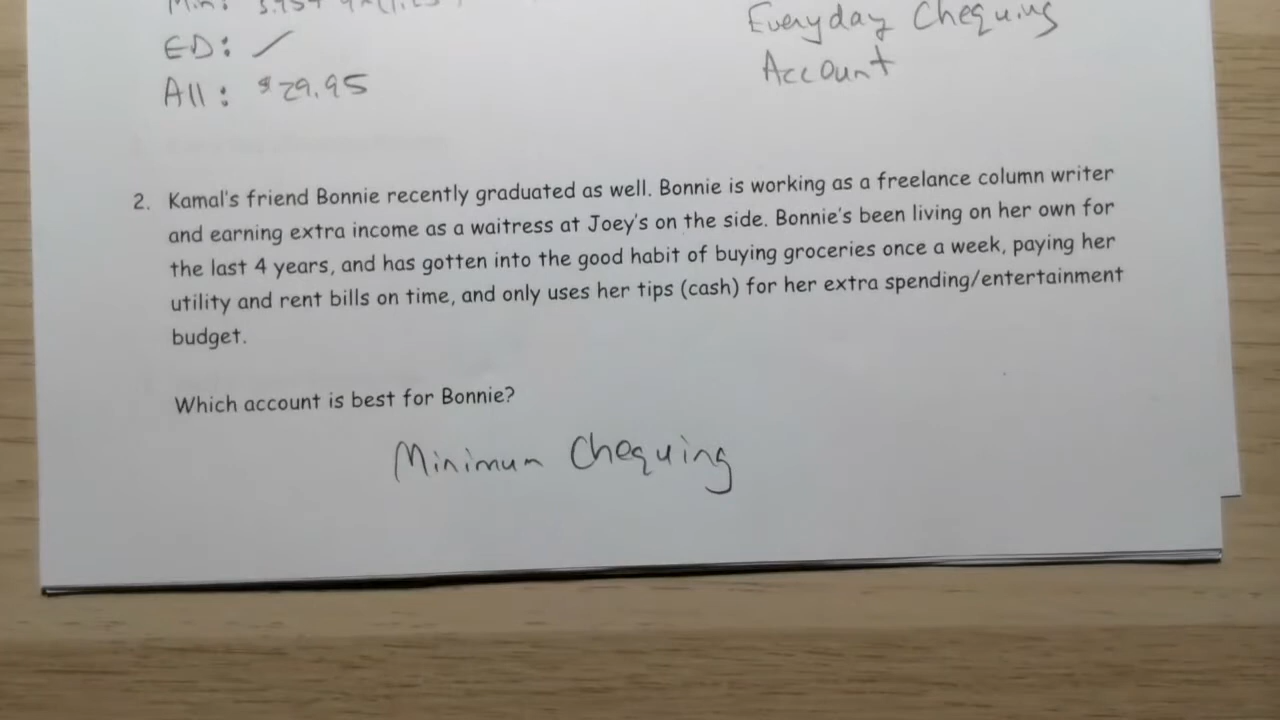 Everyday Chequing
ED: /
Account
All: $29.95
2. Kamal's friend Bonnie recently graduated as well. Bonnie is working as a freelance column writer
and earning extra income as a waitress at Joey's on the side. Bonnie's been living on her own for
the last 4 years, and has gotten into the good habit of buying groceries once a week, paying her
utility and rent bills on time, and only uses her tips (cash) for her extra spending/entertainment
budget.
Which account is best for Bonnie?
Minimum Chequing